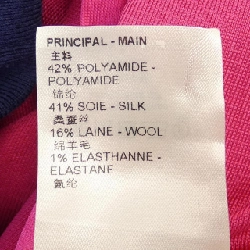 PRINCIPAL - MAIN
主料
42% POLYAMIDE -
POLYAMIDE
锦纶
41% SOIE - SILK
桑蚕丝
16% LAINE - WOOL
绵羊毛
1% ELASTHANNE -
ELASTANE
氨纶